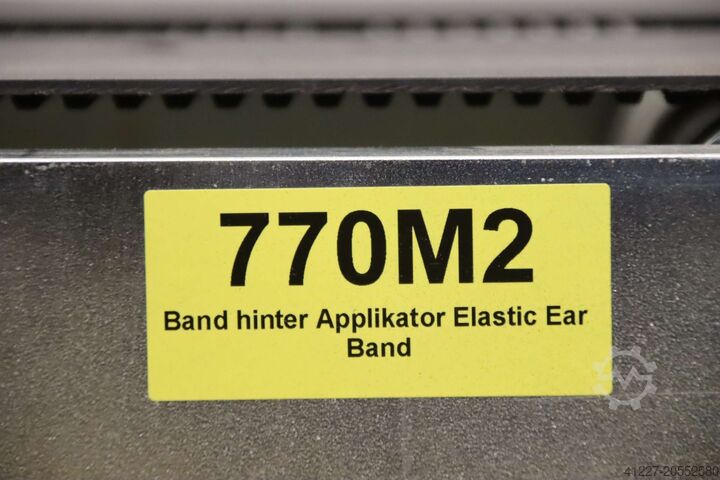 770M2
Band hinter Applikator Elastic Ear
Band
41227-20552580